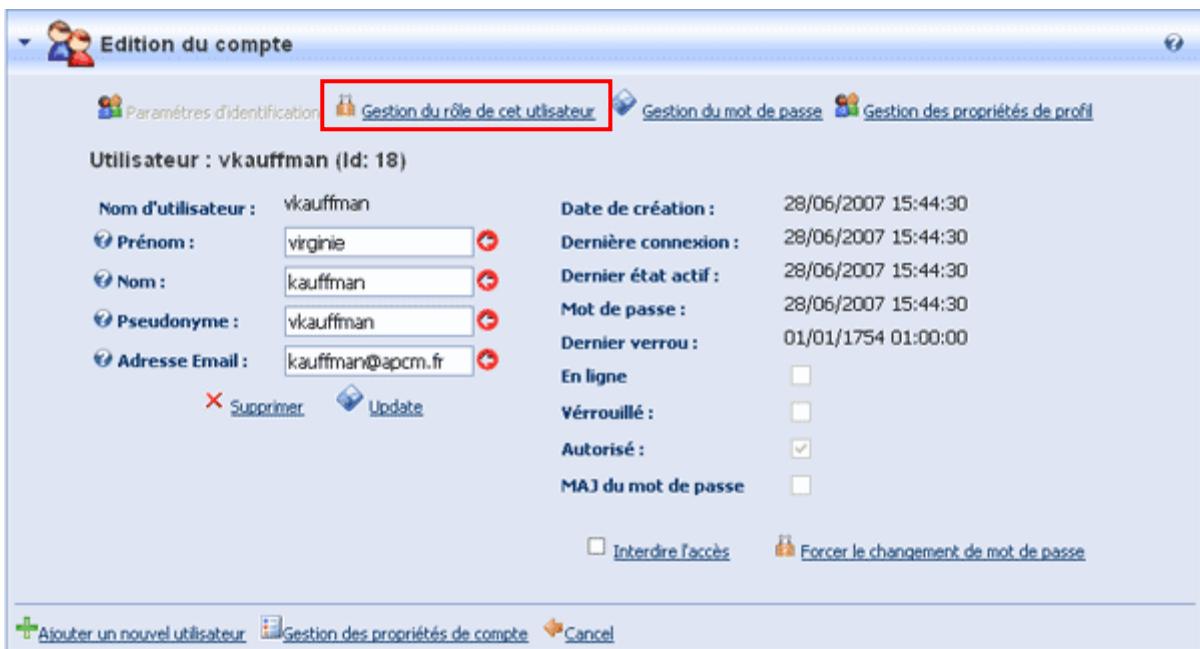 Edition du compte
Paramétres d'identification Gestion du rôle de cet utlisateur Gestion du mot de passe Gestion des propriétés de profil
Utilisateur : vkauffman (Id: 18)
Nom d'utilisateur : vkauffman
Prénom : virginie
Nom : kauffman
Pseudonyme : vkauffman
Adresse Email : kauffman@apcm.fr
Supprimer Update
Date de création : 28/06/2007 15:44:30
Dernière connexion : 28/06/2007 15:44:30
Dernier état actif : 28/06/2007 15:44:30
Mot de passe : 28/06/2007 15:44:30
Dernier verrou : 01/01/1754 01:00:00
En ligne
Vérrouillé :
Autorisé :
MAJ du mot de passe
Interdire l'accès Forcer le changement de mot de passe
Ajouter un nouvel utilisateur Gestion des propriétés de compte Cancel